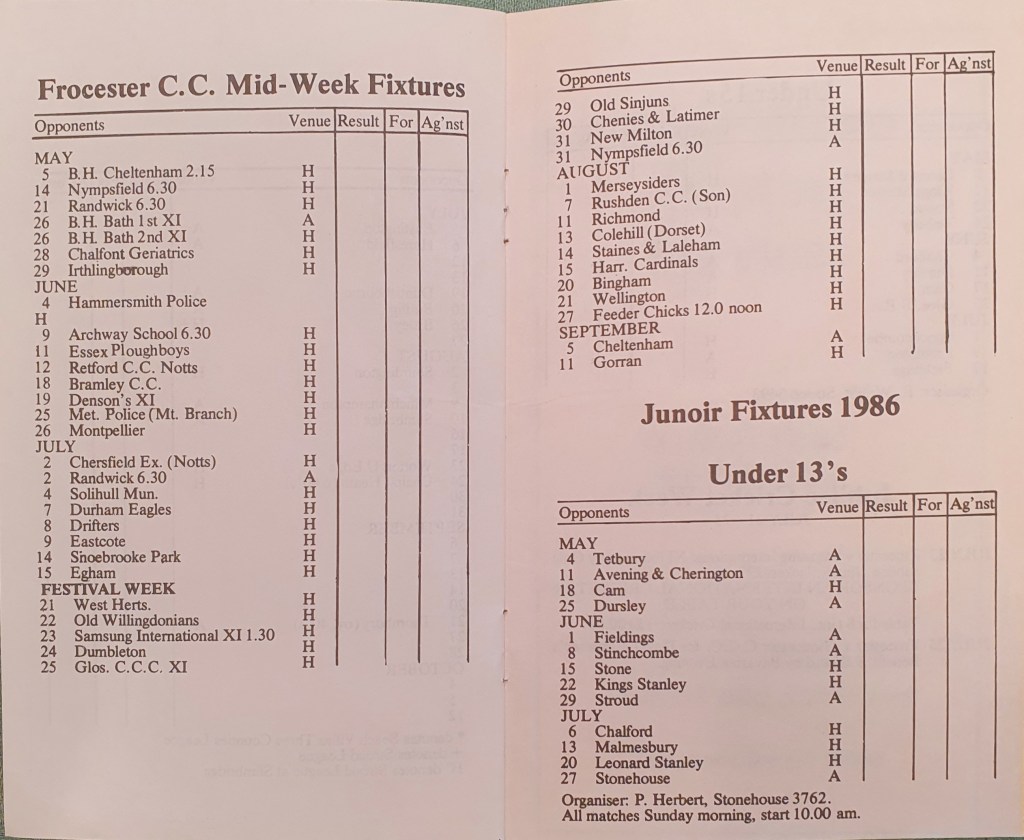 Frocester C.C. Mid-Week Fixtures
Opponents Venue Result For Ag'nst
MAY
5 B.H. Cheltenham 2.15 H
14 Nympsfield 6.30 H
21 Randwick 6.30 H
26 B.H. Bath 1st XI A
26 B.H. Bath 2nd XI H
28 Chalfont Geriatrics H
29 Irthlingborough H
JUNE
4 Hammersmith Police
H
9 Archway School 6.30 H
11 Essex Ploughboys H
12 Retford C.C. Notts H
18 Bramley C.C. H
19 Denson's XI H
25 Met. Police (Mt. Branch) H
26 Montpellier H
JULY
2 Chersfield Ex. (Notts) H
2 Randwick 6.30 A
4 Solihull Mun. H
7 Durham Eagles H
8 Drifters H
9 Eastcote H
14 Shoebrooke Park H
15 Egham H
FESTIVAL WEEK
21 West Herts. H
22 Old Willingdonians H
23 Samsung International XI 1.30 H
24 Dumbleton H
25 Glos. C.C.C. XI H
Opponents Venue Result For Ag'nst
29 Old Sinjuns H
30 Chenies & Latimer H
31 New Milton H
31 Nympsfield 6.30 A
AUGUST
1 Merseysiders H
7 Rushden C.C. (Son) H
11 Richmond H
13 Colehill (Dorset) H
14 Staines & Laleham H
15 Harr. Cardinals H
20 Bingham H
21 Wellington H
27 Feeder Chicks 12.0 noon H
SEPTEMBER
5 Cheltenham A
11 Gorran H
Junoir Fixtures 1986
Under 13's
Opponents Venue Result For Ag'nst
MAY
4 Tetbury A
11 Avening & Cherington A
18 Cam H
25 Dursley A
JUNE
1 Fieldings A
8 Stinchcombe A
15 Stone H
22 Kings Stanley H
29 Stroud A
JULY
6 Chalford H
13 Malmesbury H
20 Leonard Stanley H
27 Stonehouse A
Organiser: P. Herbert, Stonehouse 3762.
All matches Sunday morning, start 10.00 am.